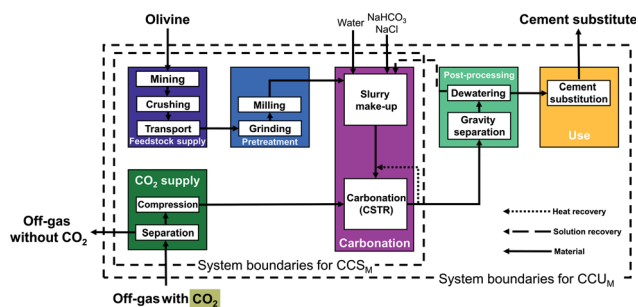 Olivine
Water
NaHCO₃
NaCl
Cement substitute
Mining
Crushing
Transport
Feedstock supply
Milling
Grinding
Pretreatment
Slurry
make-up
Carbonation
(CSTR)
Carbonation
Post-processing
Dewatering
Gravity
separation
Cement
substitution
Use
CO₂ supply
Compression
Separation
Off-gas
without CO₂
Off-gas with CO₂
Heat recovery
Solution recovery
Material
System boundaries for CCS_M
System boundaries for CCU_M